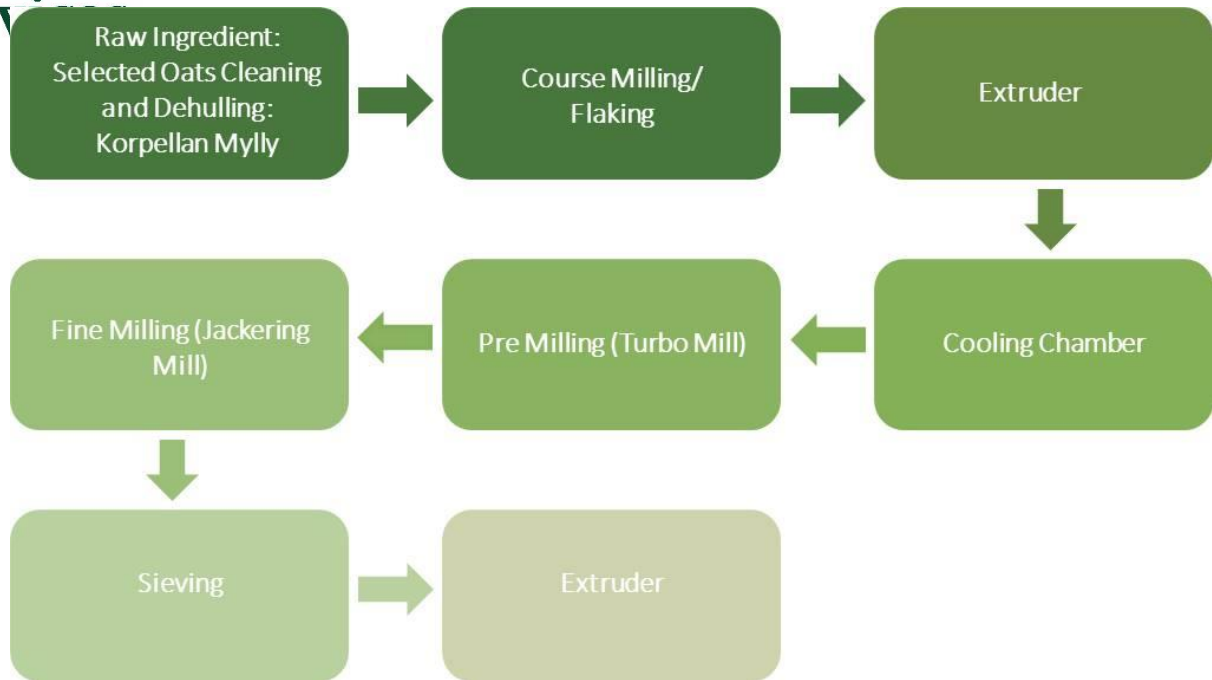 Raw Ingredient:
Selected Oats Cleaning
and Dehulling:
Korpellan Mylly
Course Milling/
Flaking
Extruder
Fine Milling (Jackering
Mill)
Pre Milling (Turbo Mill)
Cooling Chamber
Sieving
Extruder